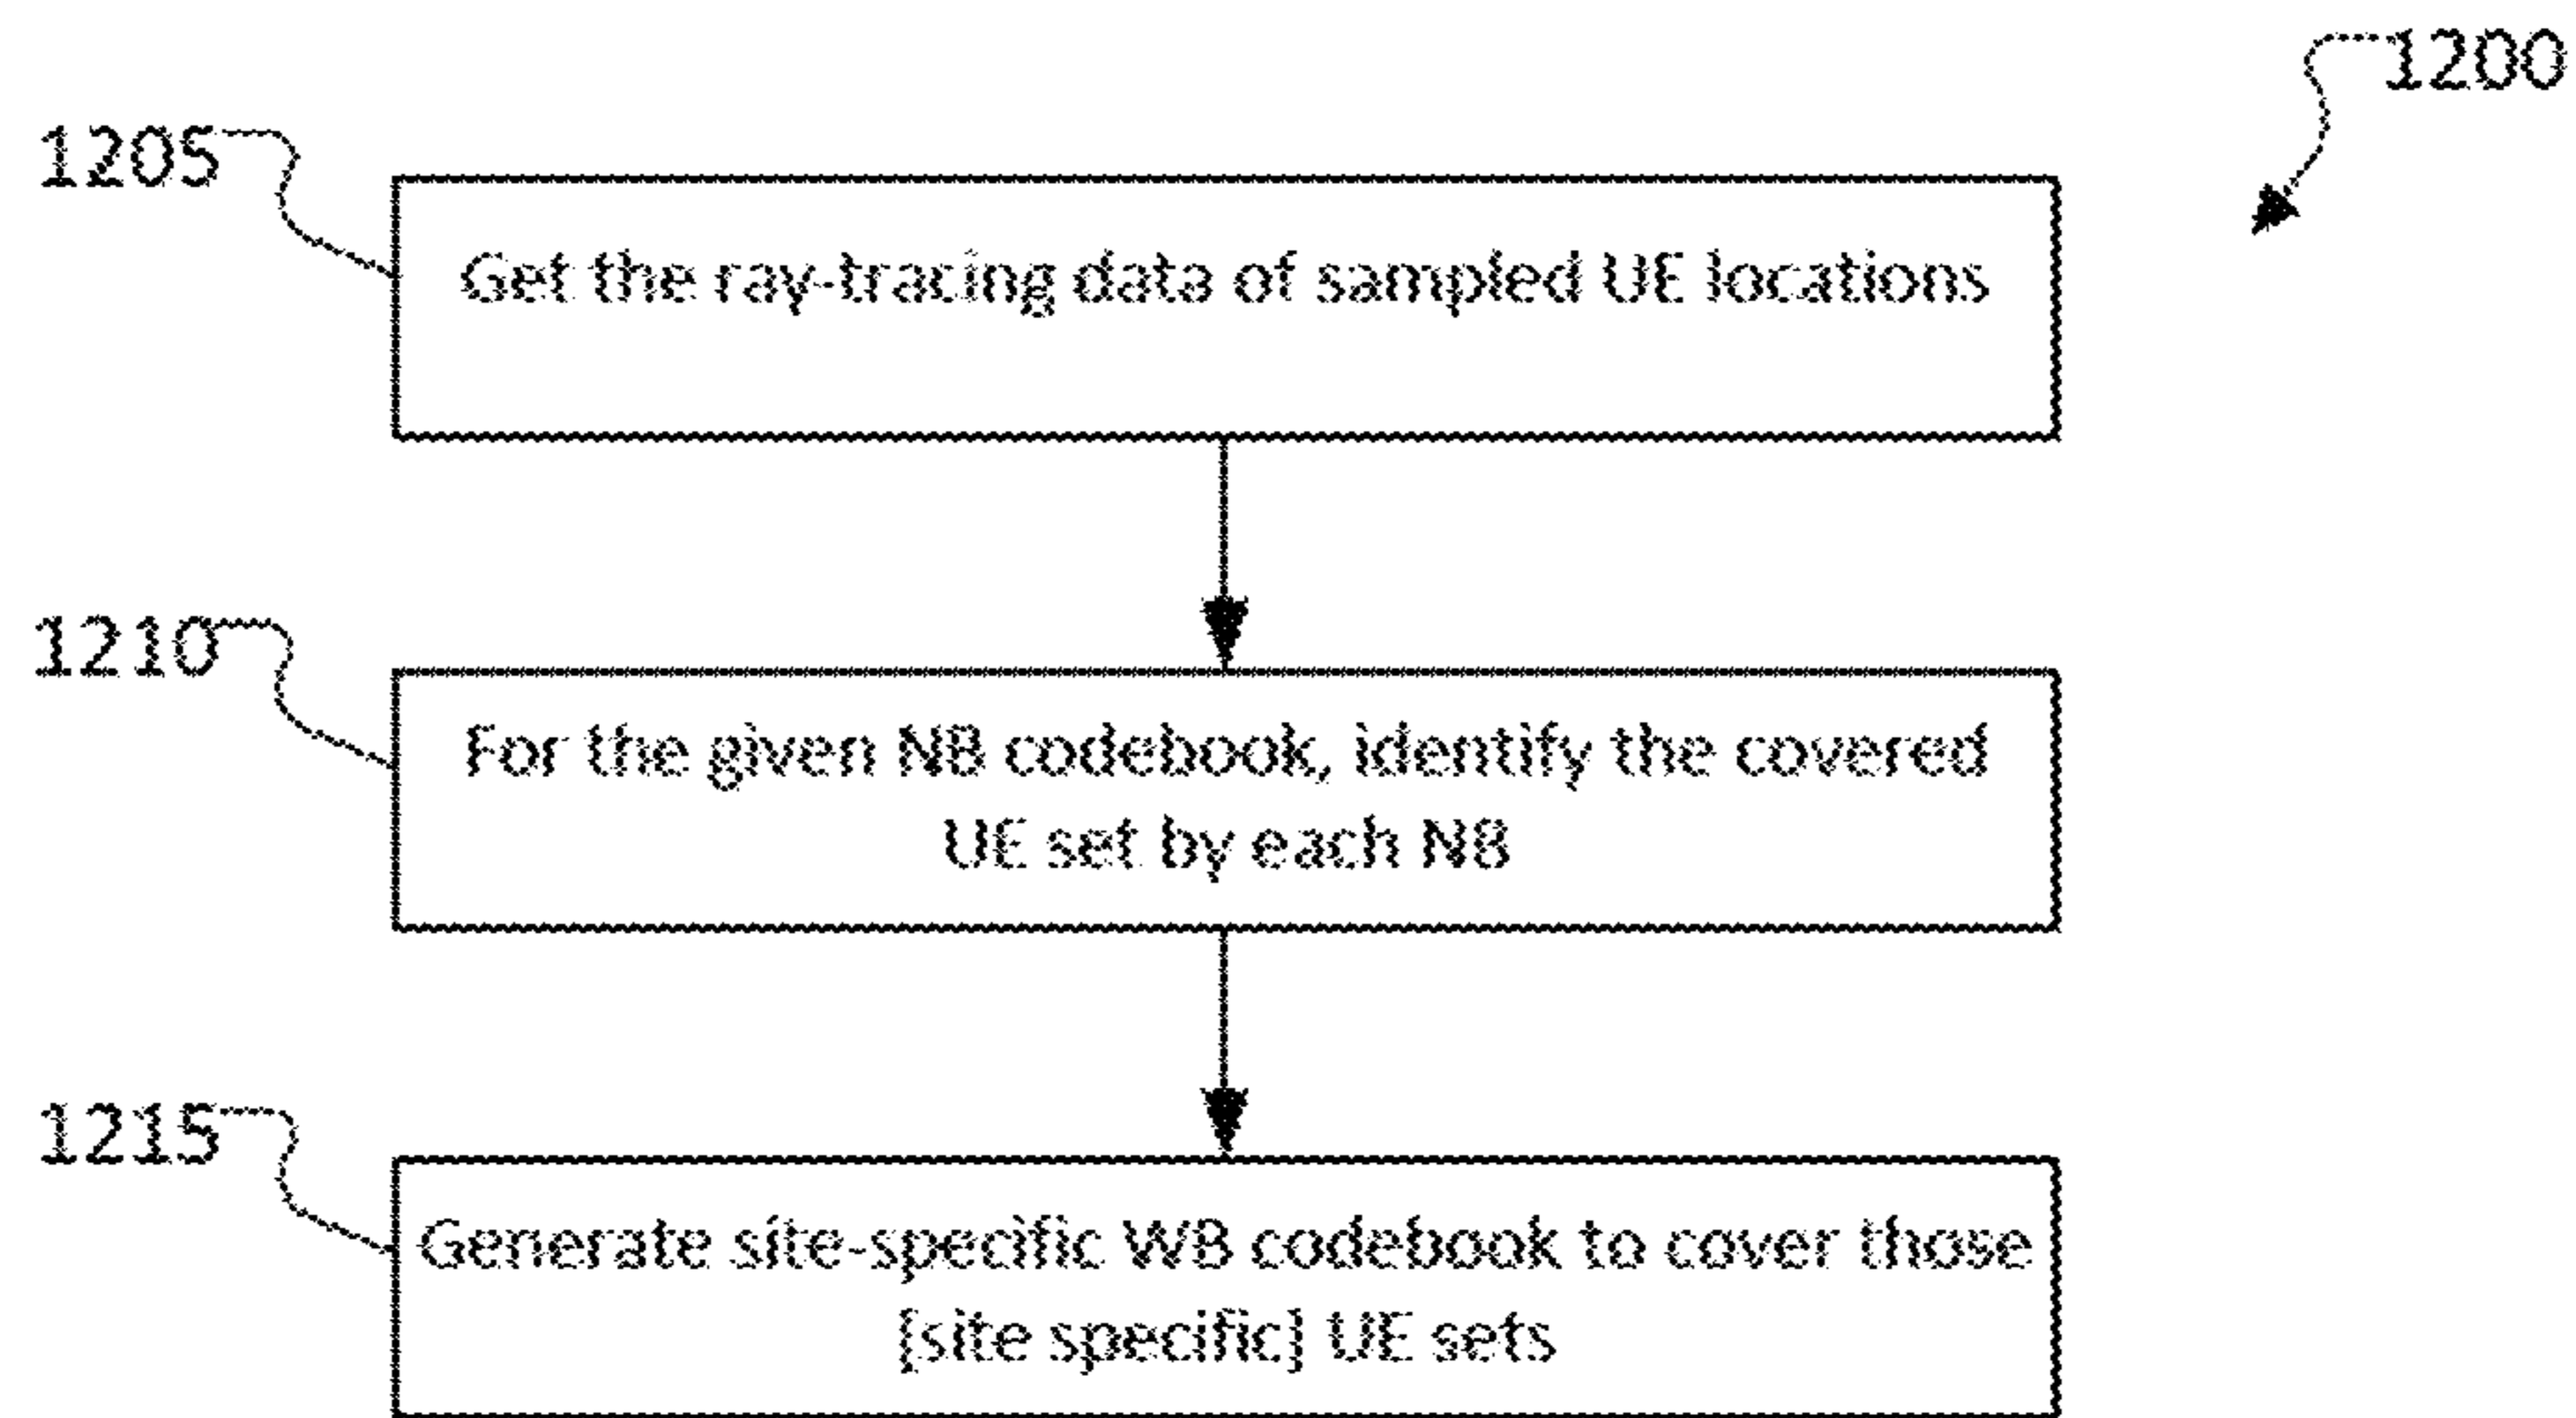 1200
1205
Get the ray-tracing data of sampled UE locations
1210
For the given NB codebook, identify the covered
UE set by each NB
1215
Generate site-specific WB codebook to cover those
[site specific] UE sets